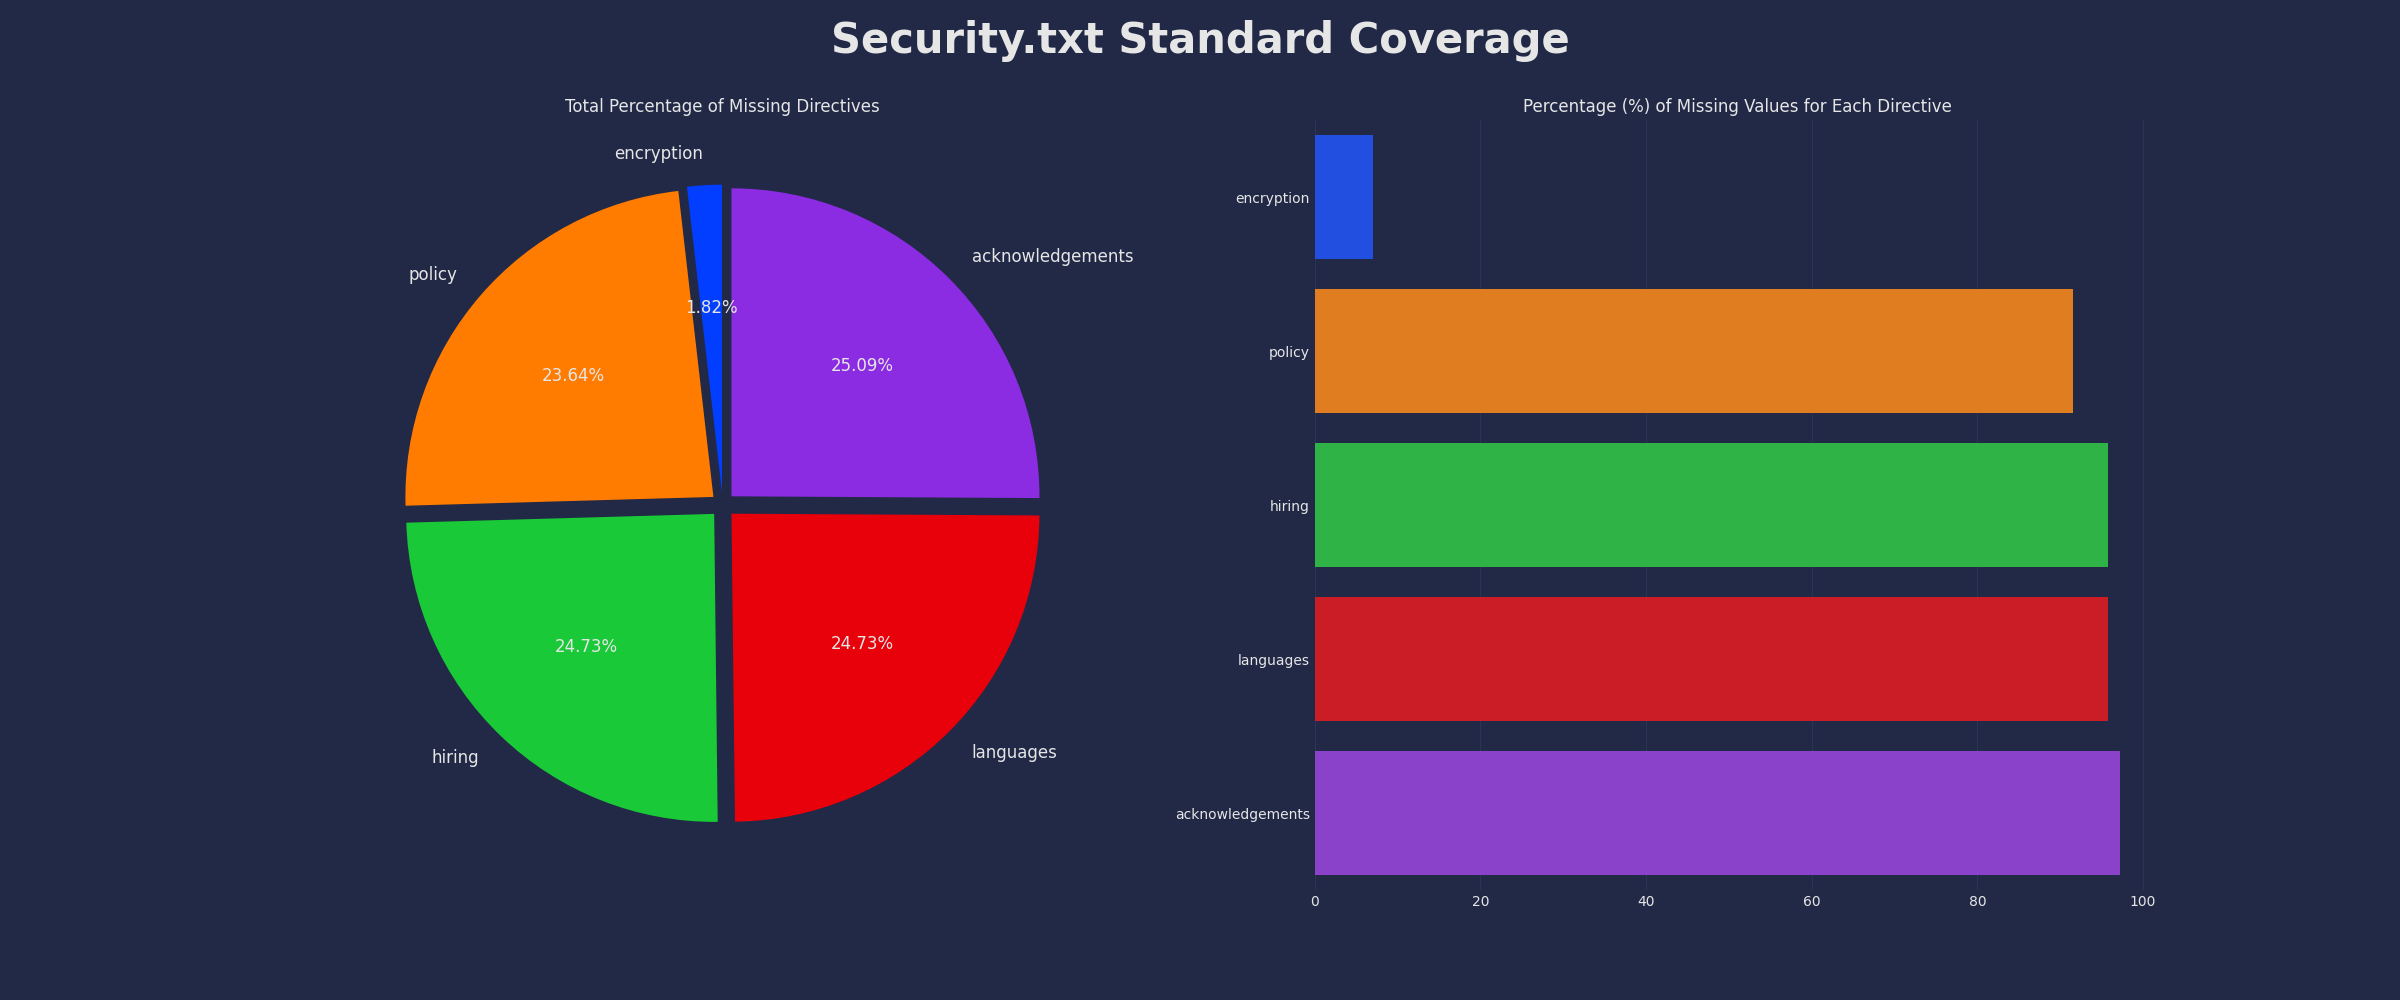 Security.txt Standard Coverage
Total Percentage of Missing Directives
encryption
policy
acknowledgements
1.82%
23.64%
25.09%
24.73%
24.73%
hiring
languages
Percentage (%) of Missing Values for Each Directive
encryption
policy
hiring
languages
acknowledgements
0 20 40 60 80 100